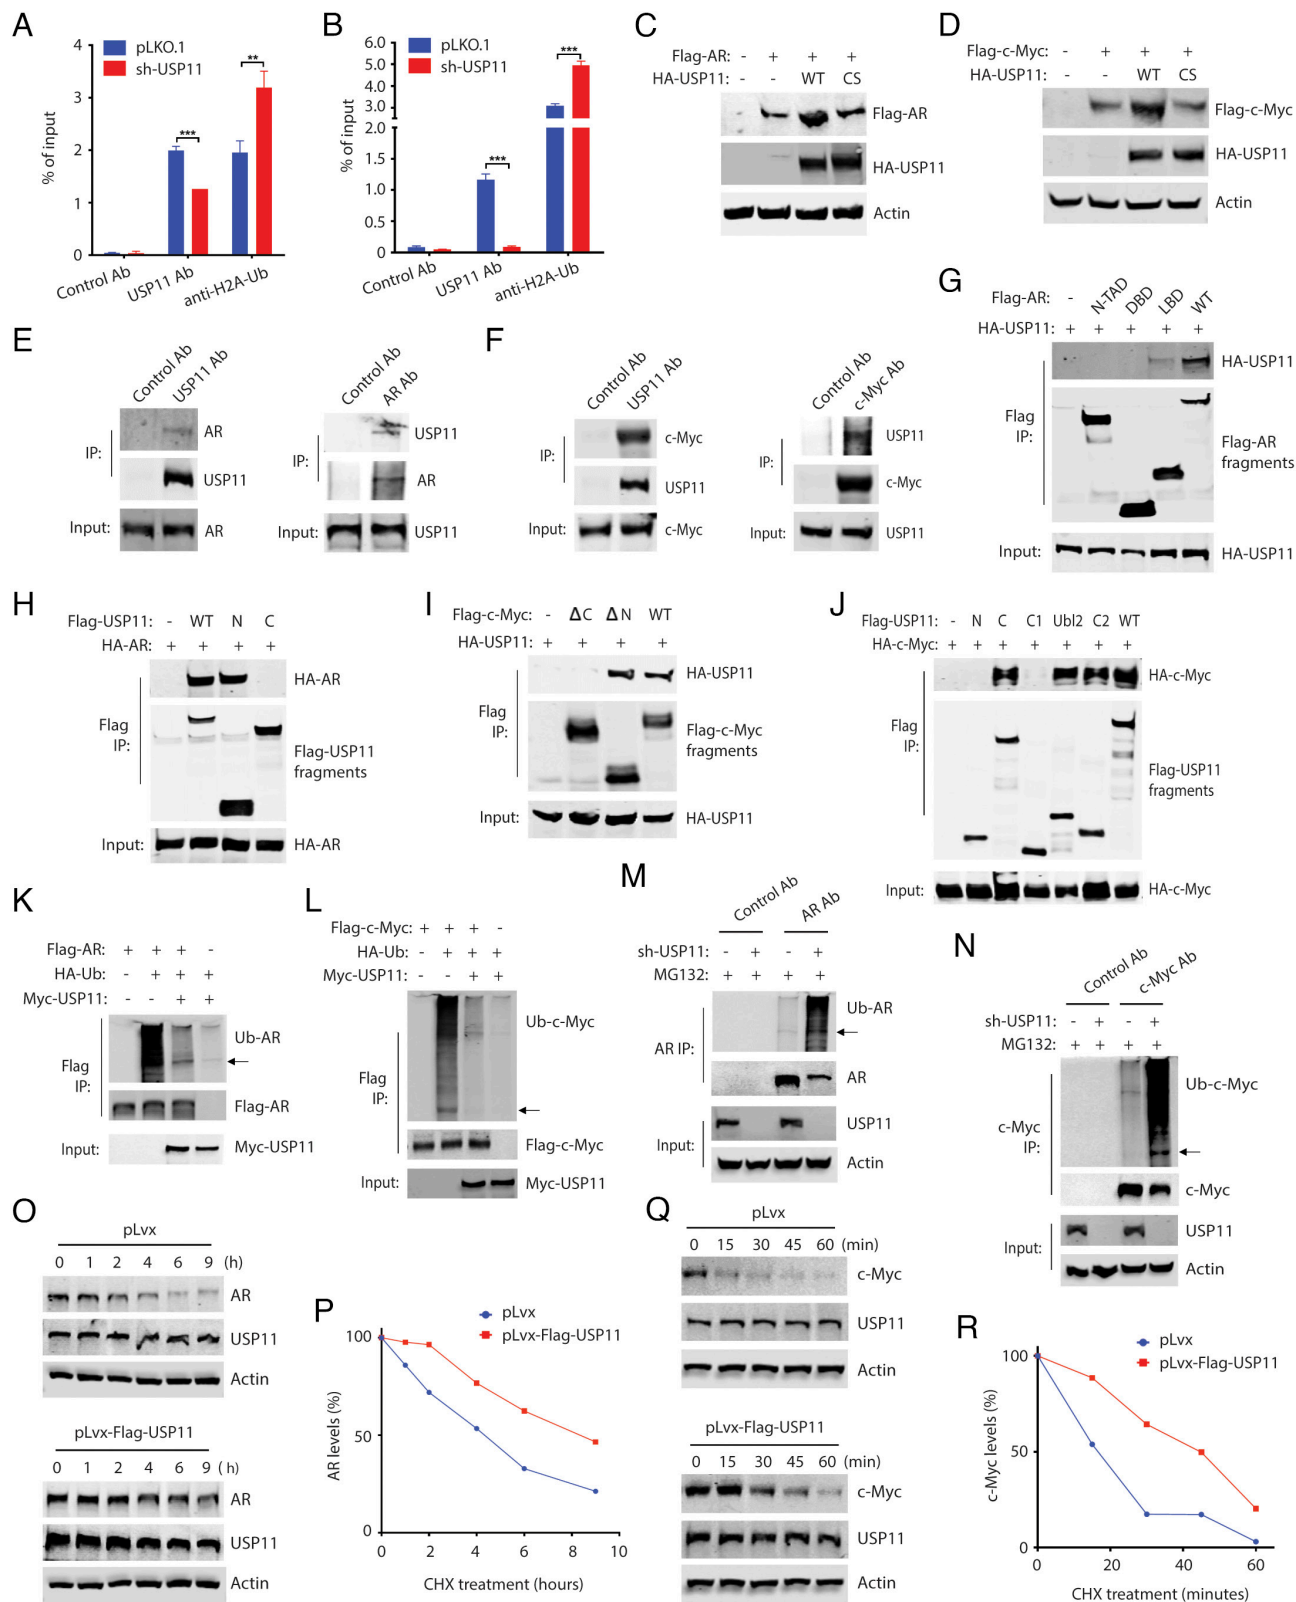 A
pLKO.1
sh-USP11
% of input
4
3
2
1
0
**
***
Control Ab
USP11 Ab
anti-H2A-Ub
B
pLKO.1
sh-USP11
% of input
6.0
5.0
4.0
3.0
2.0
1.5
1.0
0.5
0
***
***
Control Ab
USP11 Ab
anti-H2A-Ub
C
Flag-AR: - + + +
HA-USP11: - - WT CS
Flag-AR
HA-USP11
Actin
D
Flag-c-Myc: - + + +
HA-USP11: - - WT CS
Flag-c-Myc
HA-USP11
Actin
E
Control Ab
USP11 Ab
IP:
AR
USP11
Input:
AR
Control Ab
AR Ab
IP:
USP11
AR
Input:
USP11
F
Control Ab
USP11 Ab
IP:
c-Myc
USP11
Input:
c-Myc
Control Ab
c-Myc Ab
IP:
USP11
c-Myc
Input:
USP11
G
Flag-AR: - N-TAD DBD LBD WT
HA-USP11: + + + + +
Flag IP:
HA-USP11
Flag-AR
fragments
Input:
HA-USP11
H
Flag-USP11: - WT N C
HA-AR: + + + +
Flag
IP:
HA-AR
Flag-USP11
fragments
Input:
HA-AR
I
Flag-c-Myc: - ΔC ΔN WT
HA-USP11: + + + +
Flag
IP:
HA-USP11
Flag-c-Myc
fragments
Input:
HA-USP11
J
Flag-USP11: - N C C1 Ubl2 C2 WT
HA-c-Myc: + + + + + + +
Flag
IP:
HA-c-Myc
Flag-USP11
fragments
Input:
HA-c-Myc
K
Flag-AR: + + + -
HA-Ub: - + + +
Myc-USP11: - - + +
Flag
IP:
Ub-AR
Flag-AR
Input:
Myc-USP11
L
Flag-c-Myc: + + + -
HA-Ub: - + + +
Myc-USP11: - - + +
Flag
IP:
Ub-c-Myc
Flag-c-Myc
Input:
Myc-USP11
M
Control Ab
AR Ab
sh-USP11: - + - +
MG132: + + + +
AR IP:
Ub-AR
AR
Input:
USP11
Actin
N
Control Ab
c-Myc Ab
sh-USP11: - + - +
MG132: + + + +
c-Myc
IP:
Ub-c-Myc
c-Myc
Input:
USP11
Actin
O
pLvx
0 1 2 4 6 9 (h)
AR
USP11
Actin
pLvx-Flag-USP11
0 1 2 4 6 9 (h)
AR
USP11
Actin
P
pLvx
pLvx-Flag-USP11
AR levels (%)
100
50
0
0 2 4 6 8 10
CHX treatment (hours)
Q
pLvx
0 15 30 45 60 (min)
c-Myc
USP11
Actin
pLvx-Flag-USP11
0 15 30 45 60 (min)
c-Myc
USP11
Actin
R
pLvx
pLvx-Flag-USP11
c-Myc levels (%)
100
50
0
0 20 40 60
CHX treatment (minutes)